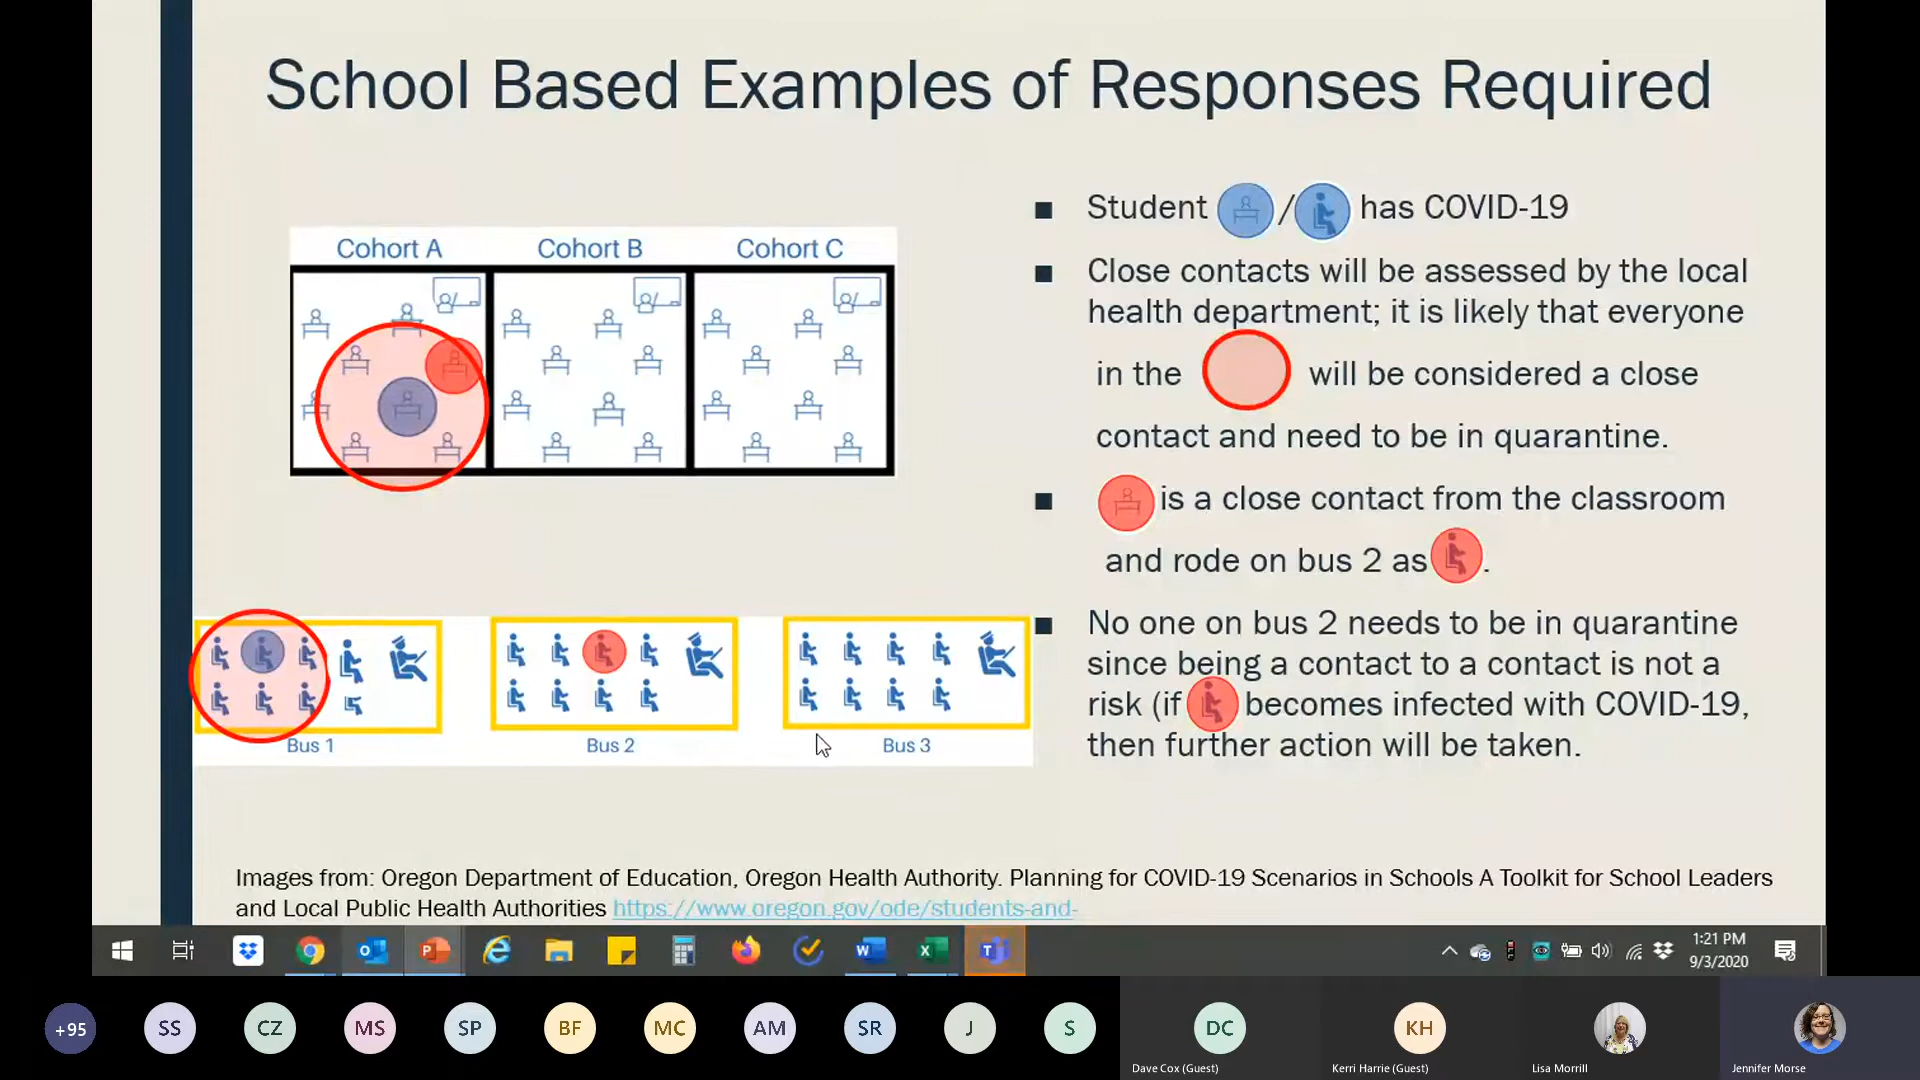 School Based Examples of Responses Required
Cohort A
Cohort B
Cohort C
Bus 1
Bus 2
Bus 3
Student / has COVID-19
Close contacts will be assessed by the local
health department; it is likely that everyone
in the will be considered a close
contact and need to be in quarantine.
is a close contact from the classroom
and rode on bus 2 as .
No one on bus 2 needs to be in quarantine
since being a contact to a contact is not a
risk (if becomes infected with COVID-19,
then further action will be taken.
Images from: Oregon Department of Education, Oregon Health Authority. Planning for COVID-19 Scenarios in Schools A Toolkit for School Leaders
and Local Public Health Authorities https://www.oregon.gov/ode/students-and-
1:21 PM
9/3/2020
+95
SS
CZ
MS
SP
BF
MC
AM
SR
J
S
DC
KH
Dave Cox (Guest)
Kerri Harrie (Guest)
Lisa Morrill
Jennifer Morse